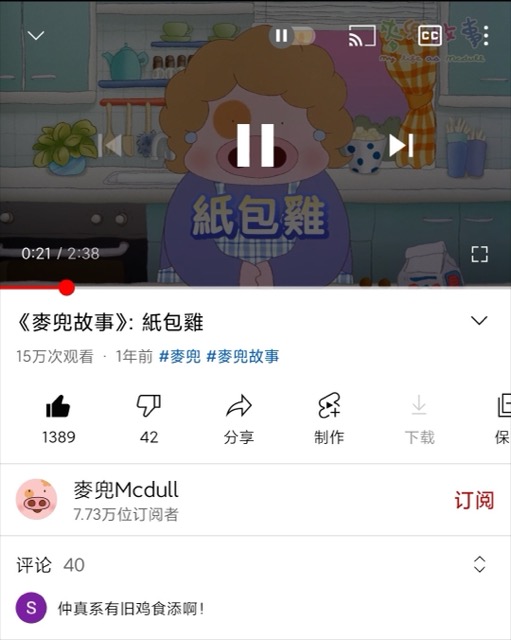 CC
麥兜故事
my life as mcdull
紙包雞
0:21 / 2:38
《麥兜故事》: 紙包雞
15万次观看 · 1年前 #麥兜 #麥兜故事
1389
42
分享
制作
下载
保
麥兜Mcdull
7.73万位订阅者
订阅
评论 40
S
仲真系有旧鸡食添啊！